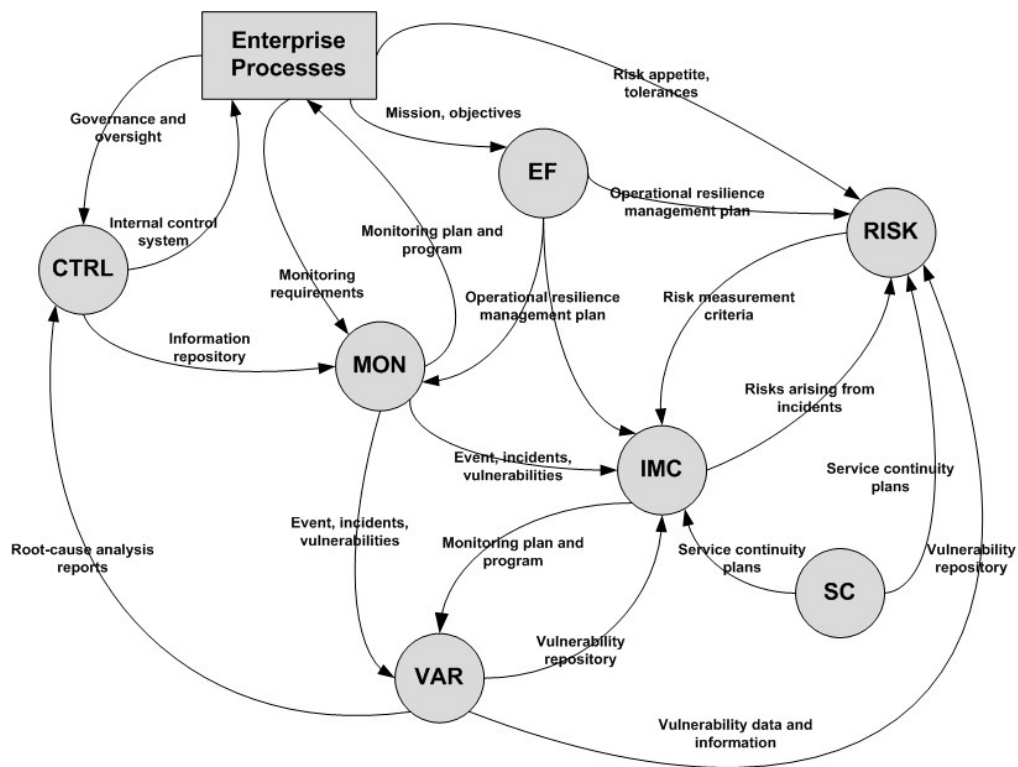 Enterprise
Processes
Risk appetite,
tolerances
Mission, objectives
Governance and
oversight
EF
Operational resilience
management plan
Internal control
system
Monitoring plan and
program
RISK
CTRL
Monitoring
requirements
Operational resilience
management plan
Risk measurement
criteria
Information
repository
MON
Risks arising from
incidents
Event, incidents,
vulnerabilities
IMC
Service continuity
plans
Event, incidents,
vulnerabilities
Root-cause analysis
reports
Monitoring plan and
program
Service continuity
plans
Vulnerability
repository
SC
Vulnerability
repository
VAR
Vulnerability data and
information